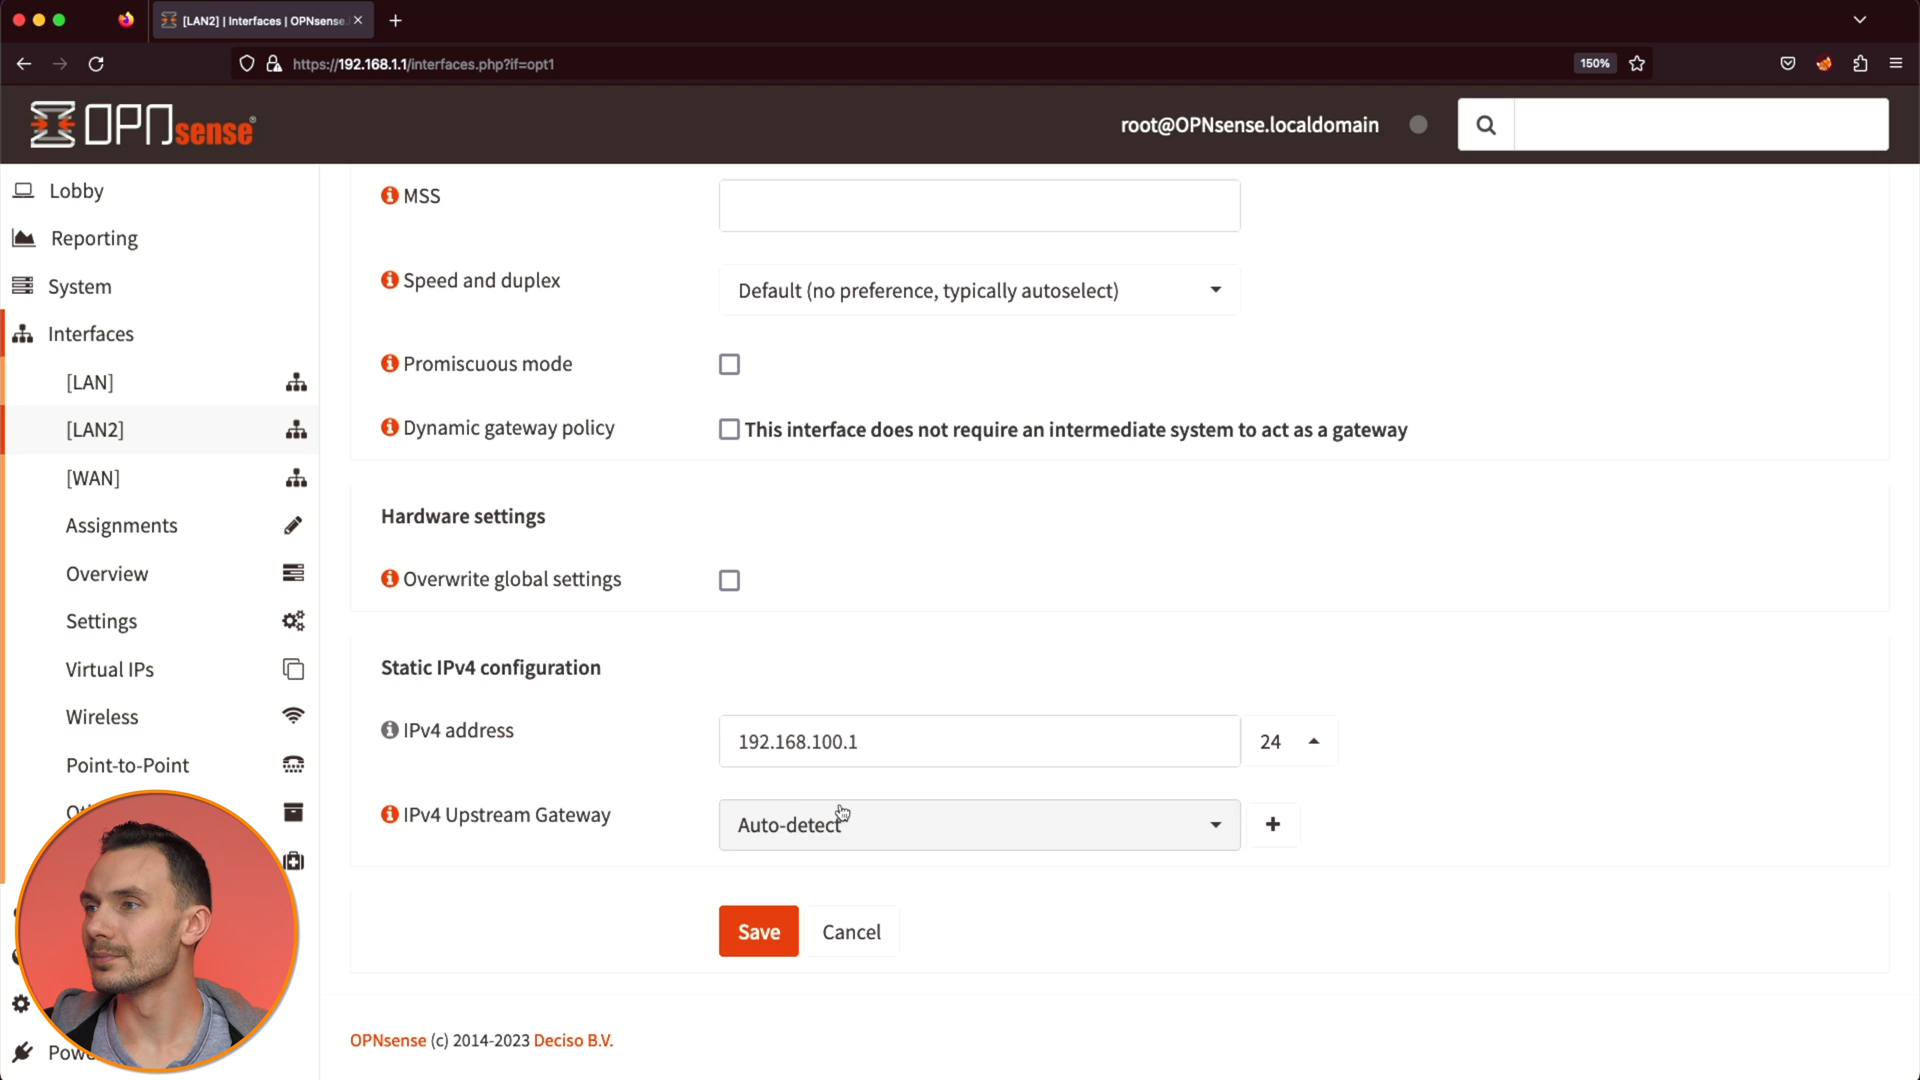 [LAN2] | Interfaces | OPNsense.
https://192.168.1.1/interfaces.php?if=opt1
150%
OPNsense
root@OPNsense.localdomain
Lobby
Reporting
System
Interfaces
[LAN]
[LAN2]
[WAN]
Assignments
Overview
Settings
Virtual IPs
Wireless
Point-to-Point
MSS
Speed and duplex
Default (no preference, typically autoselect)
Promiscuous mode
Dynamic gateway policy
This interface does not require an intermediate system to act as a gateway
Hardware settings
Overwrite global settings
Static IPv4 configuration
IPv4 address
192.168.100.1
24
IPv4 Upstream Gateway
Auto-detect
Save
Cancel
OPNsense (c) 2014-2023 Deciso B.V.